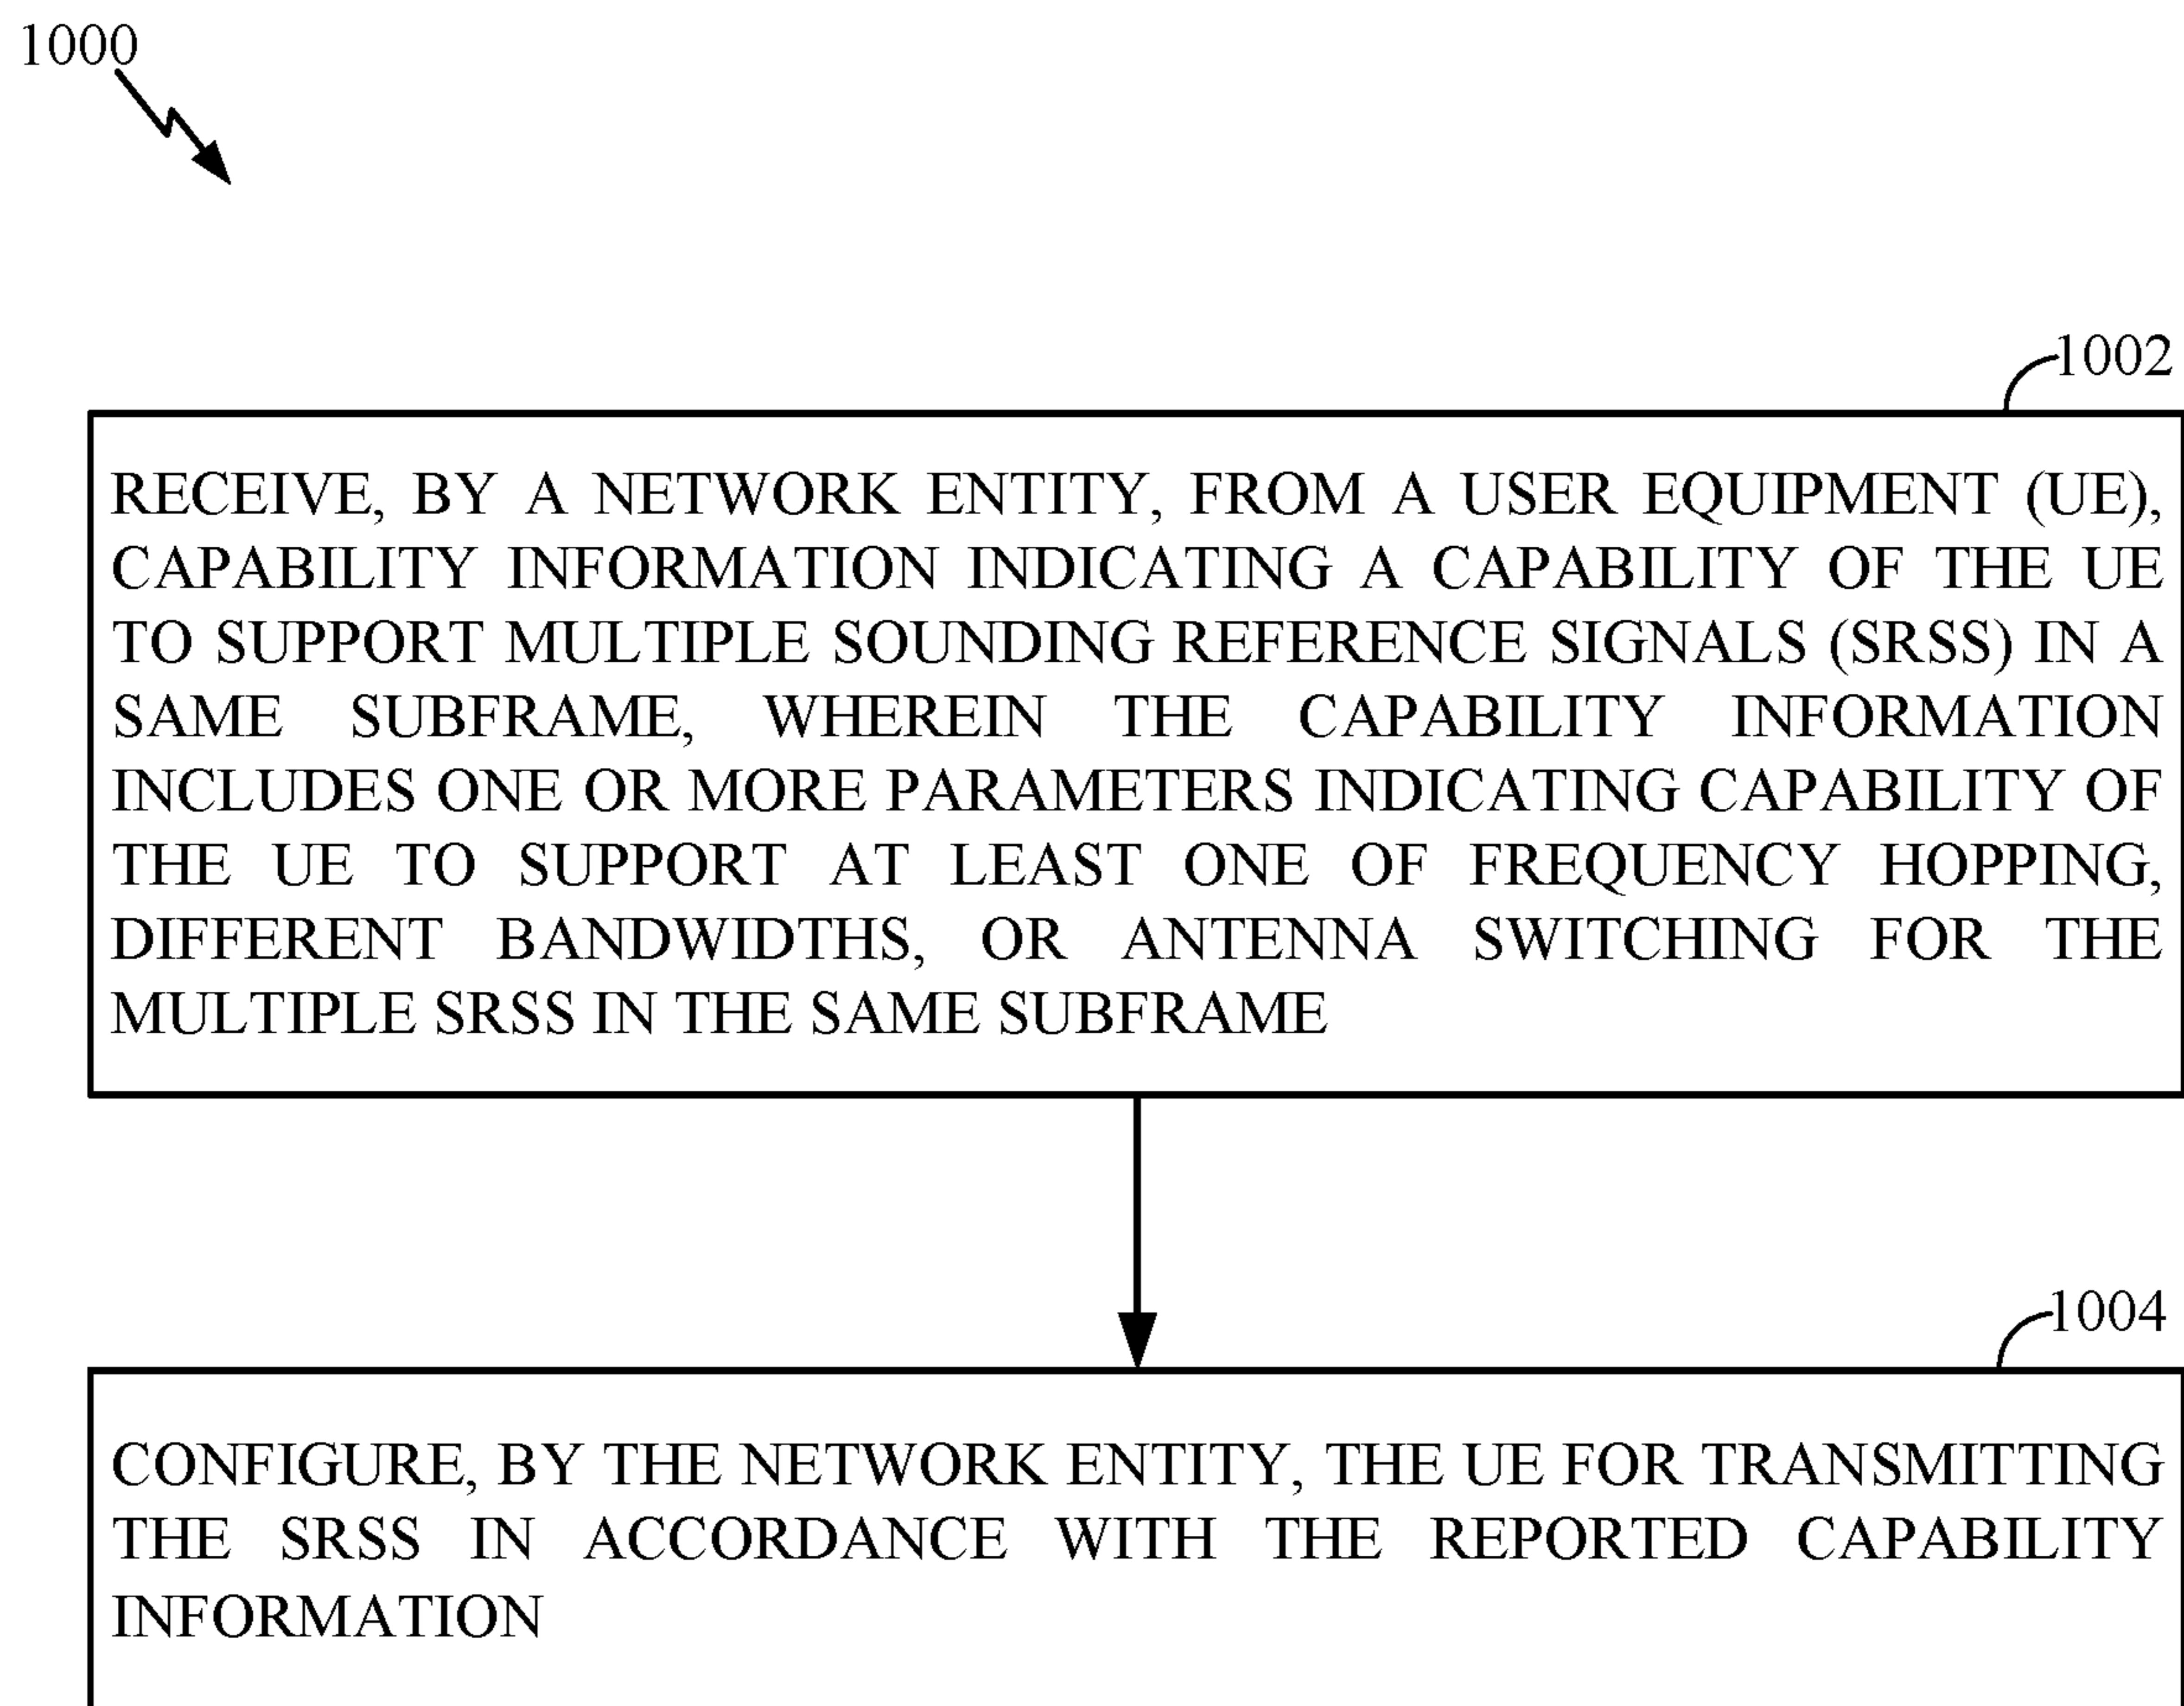 1000
1002
RECEIVE, BY A NETWORK ENTITY, FROM A USER EQUIPMENT (UE),
CAPABILITY INFORMATION INDICATING A CAPABILITY OF THE UE
TO SUPPORT MULTIPLE SOUNDING REFERENCE SIGNALS (SRSS) IN A
SAME SUBFRAME, WHEREIN THE CAPABILITY INFORMATION
INCLUDES ONE OR MORE PARAMETERS INDICATING CAPABILITY OF
THE UE TO SUPPORT AT LEAST ONE OF FREQUENCY HOPPING,
DIFFERENT BANDWIDTHS, OR ANTENNA SWITCHING FOR THE
MULTIPLE SRSS IN THE SAME SUBFRAME
1004
CONFIGURE, BY THE NETWORK ENTITY, THE UE FOR TRANSMITTING
THE SRSS IN ACCORDANCE WITH THE REPORTED CAPABILITY
INFORMATION